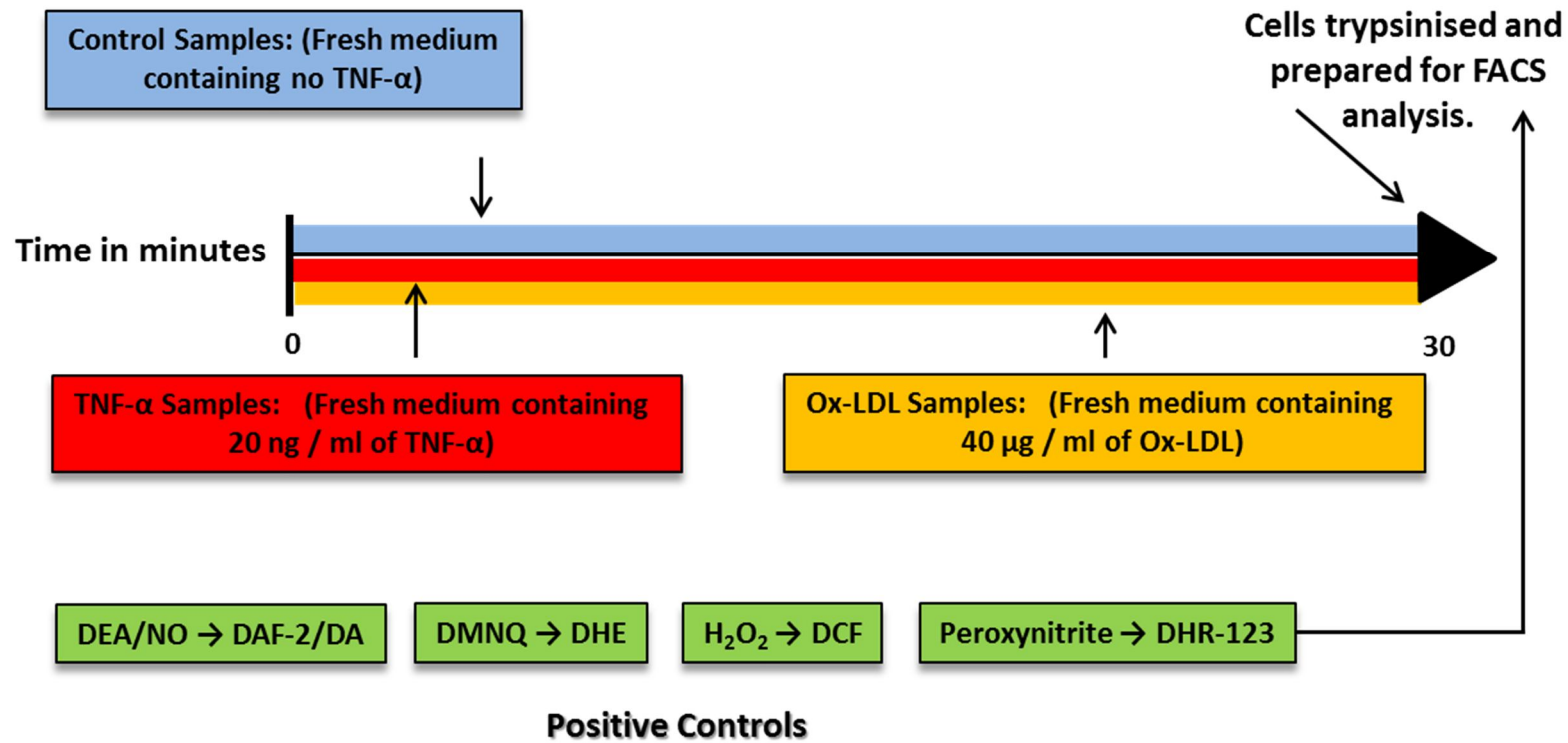 Control Samples: (Fresh medium
containing no TNF-α)
Cells trypsinised and
prepared for FACS
analysis.
Time in minutes
0
30
TNF-α Samples: (Fresh medium containing
20 ng / ml of TNF-α)
Ox-LDL Samples: (Fresh medium containing
40 µg / ml of Ox-LDL)
DEA/NO → DAF-2/DA
DMNQ → DHE
H₂O₂ → DCF
Peroxynitrite → DHR-123
Positive Controls